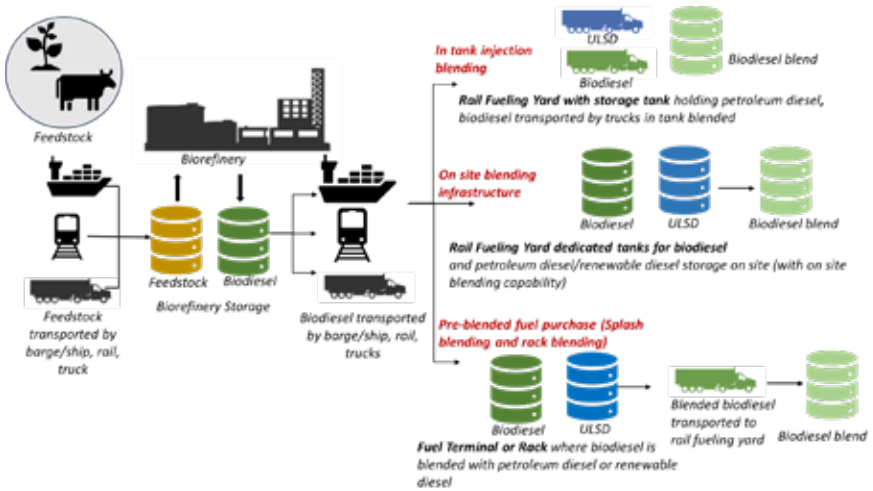 Feedstock
Feedstock
transported by
barge/ship, rail,
truck
Biorefinery
Feedstock
Biodiesel
Biorefinery Storage
Biodiesel transported
by barge/ship, rail,
trucks
In tank injection
blending
ULSD
Biodiesel
Biodiesel blend
Rail Fueling Yard with storage tank holding petroleum diesel,
biodiesel transported by trucks in tank blended
On site blending
infrastructure
Biodiesel
ULSD
Biodiesel blend
Rail Fueling Yard dedicated tanks for biodiesel
and petroleum diesel/renewable diesel storage on site (with on site
blending capability)
Pre-blended fuel purchase (Splash
blending and rack blending)
Biodiesel
ULSD
Blended biodiesel
transported to
rail fueling yard
Biodiesel blend
Fuel Terminal or Rack where biodiesel is
blended with petroleum diesel or renewable
diesel